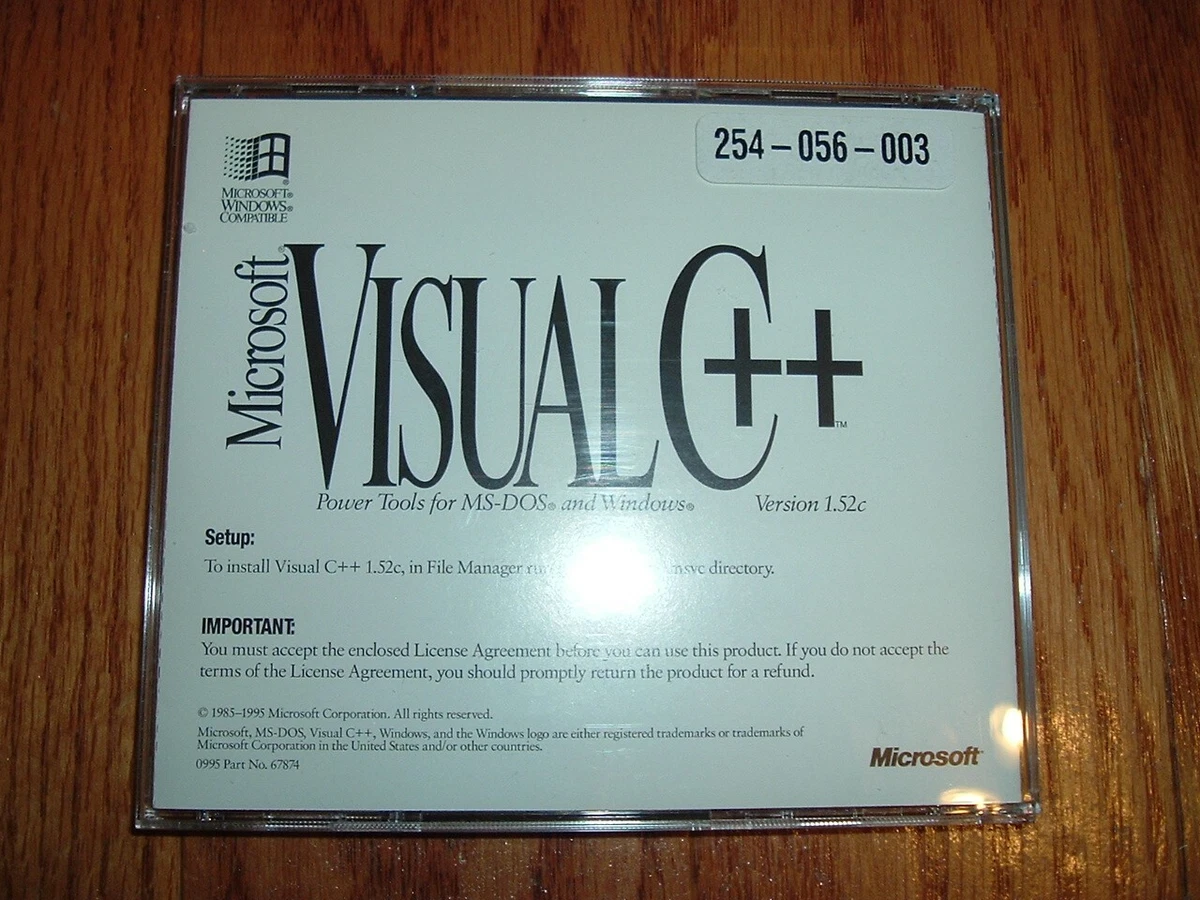 254-056-003
MICROSOFT®
WINDOWS®
COMPATIBLE
Microsoft®
VISUAL C++™
Power Tools for MS-DOS® and Windows® Version 1.52c
Setup:
To install Visual C++ 1.52c, in File Manager directory.
IMPORTANT:
You must accept the enclosed License Agreement before you can use this product. If you do not accept the
terms of the License Agreement, you should promptly return the product for a refund.
© 1985–1995 Microsoft Corporation. All rights reserved.
Microsoft, MS-DOS, Visual C++, Windows, and the Windows logo are either registered trademarks or trademarks of
Microsoft Corporation in the United States and/or other countries.
0995 Part No. 67874
Microsoft